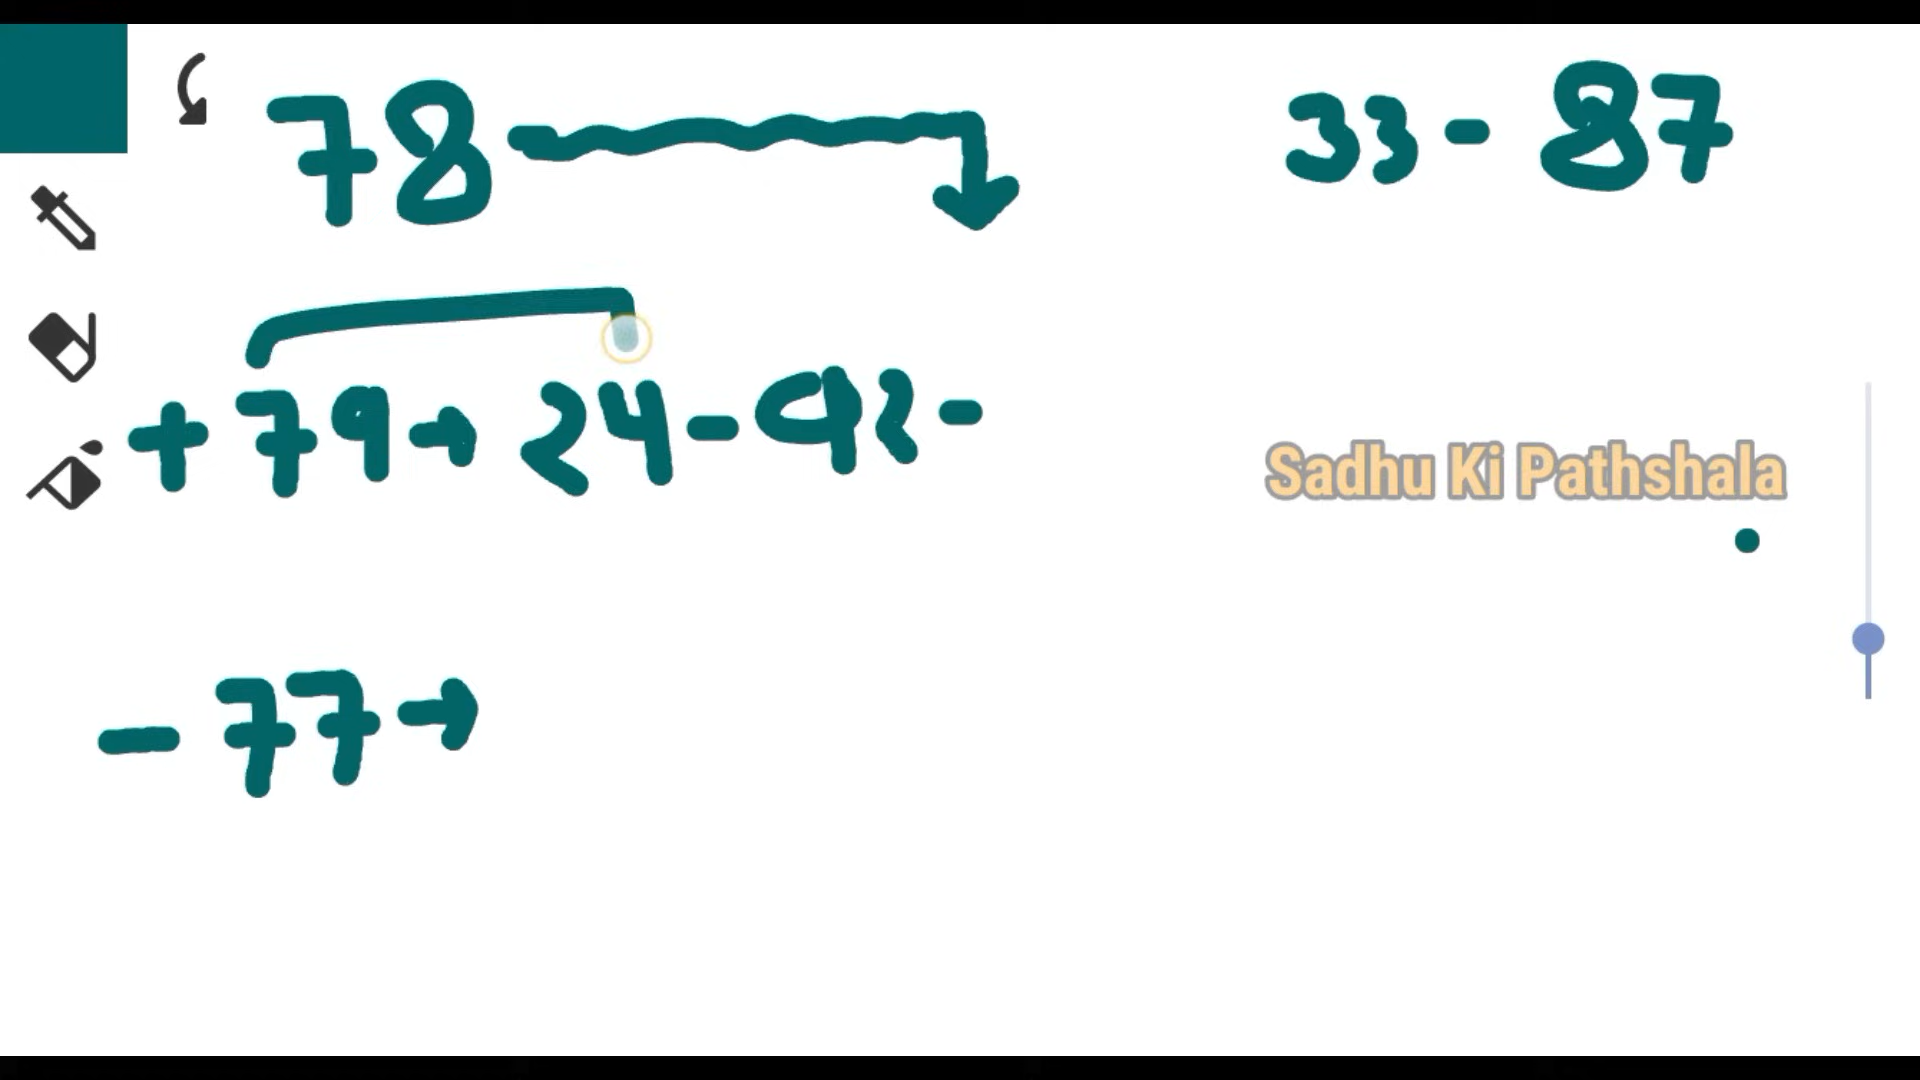 78 33 - 87
+ 79 → 24 - 92 -
Sadhu Ki Pathshala
- 77 →